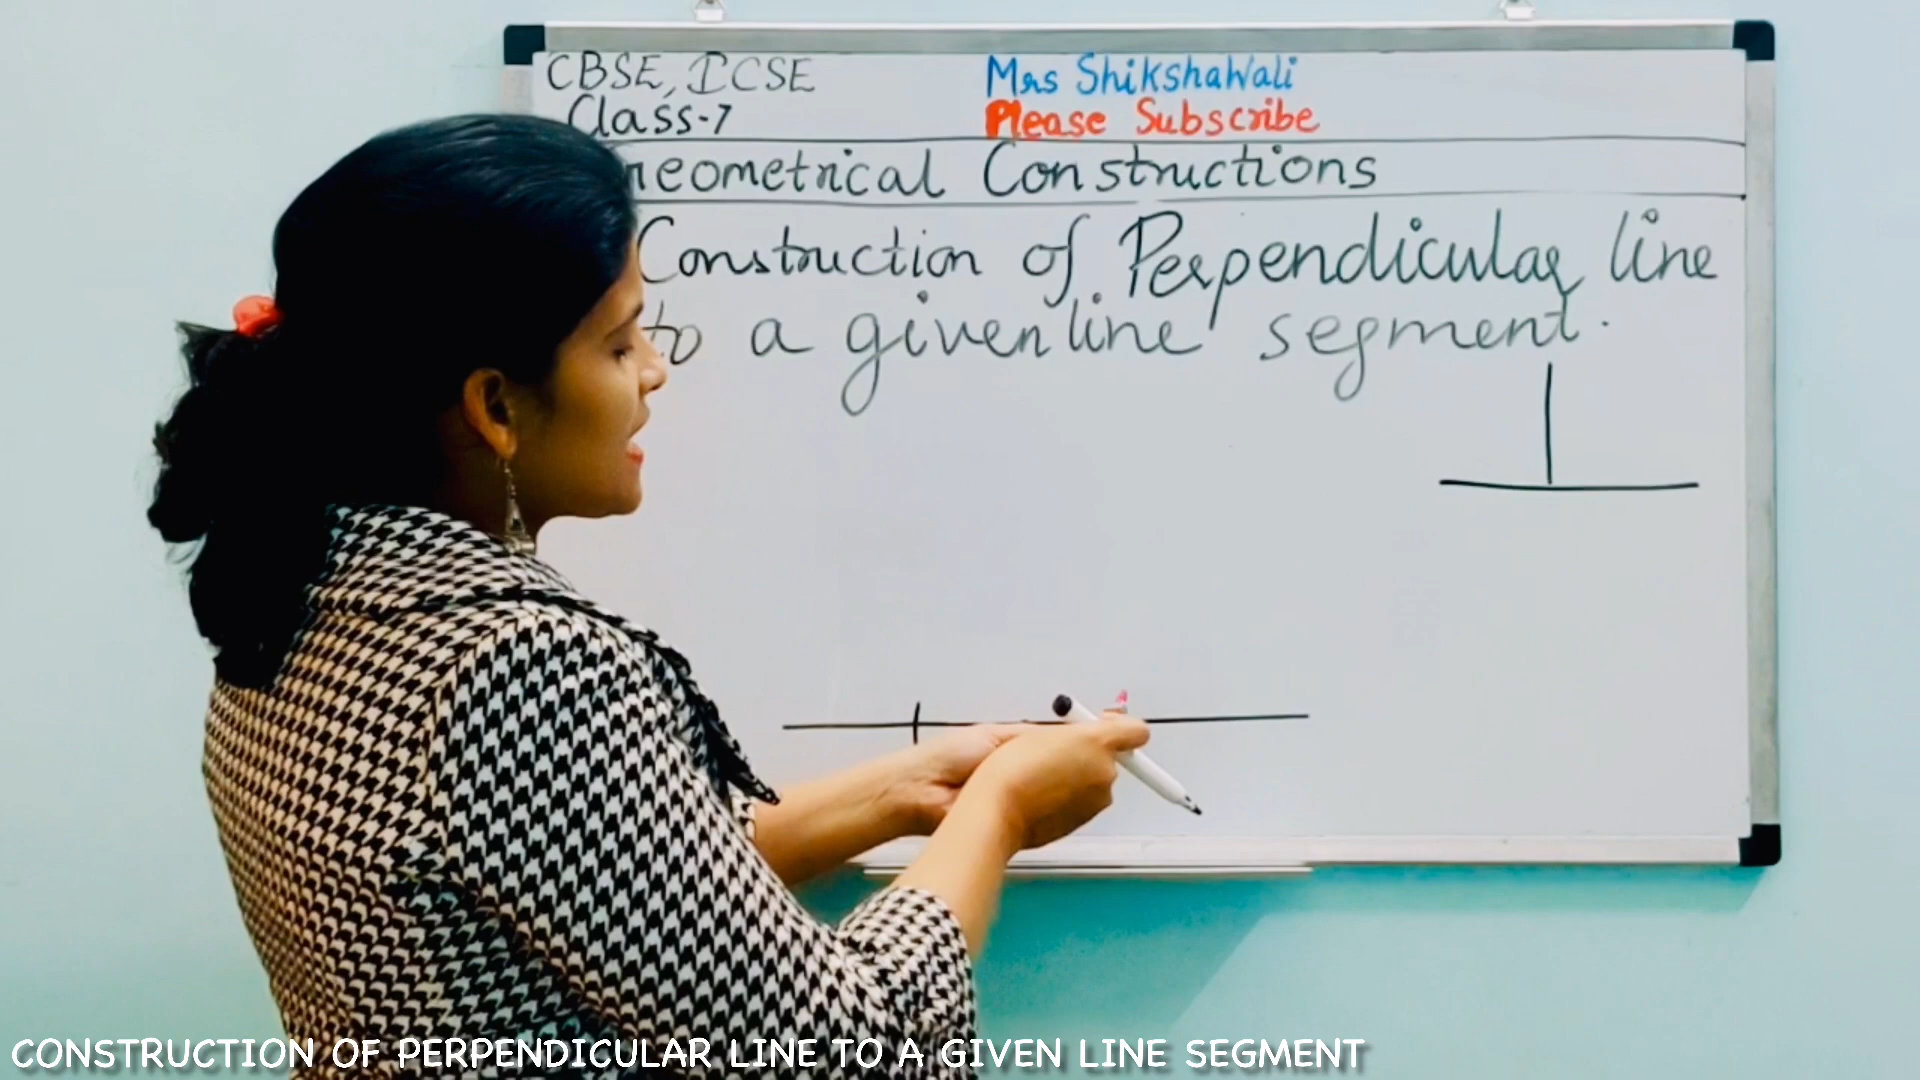 CBSE, ICSE
Class-7
Mrs ShikshaWali
Please Subscribe
eometrical Constructions
Construction of Perpendicular line
to a given line segment.
CONSTRUCTION OF PERPENDICULAR LINE TO A GIVEN LINE SEGMENT